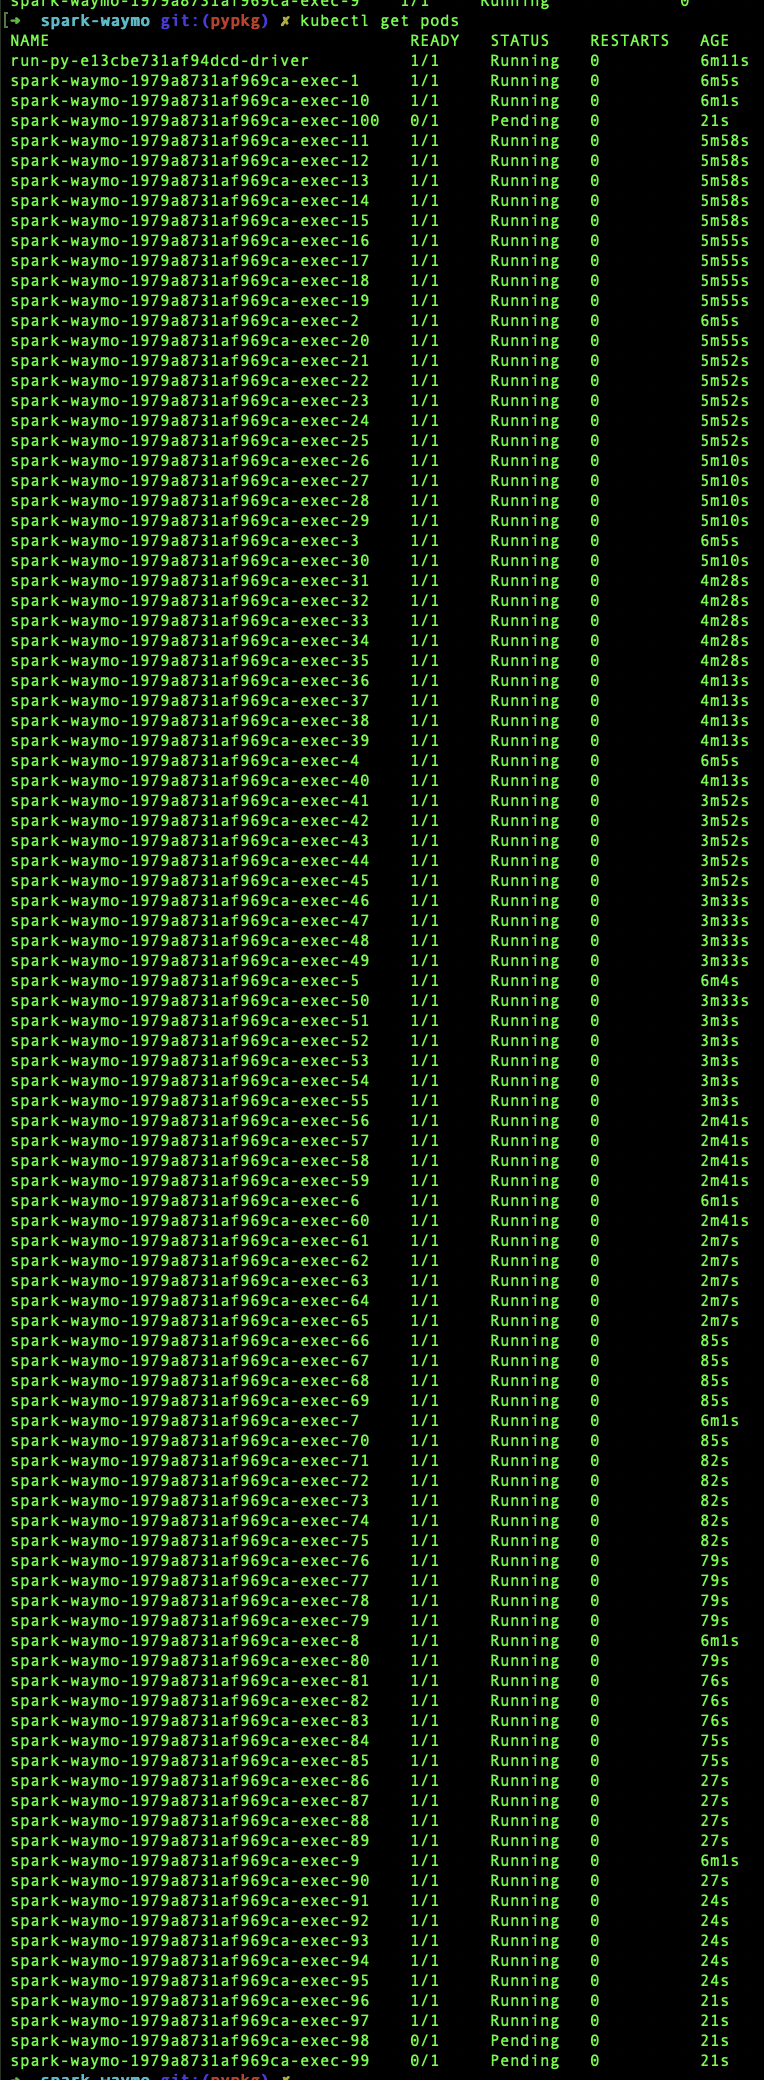 spark-waymo-1979a8731af969ca-exec-9 1/1 Running 0
[➜ spark-waymo git:(pypkg) ✗ kubectl get pods
NAME READY STATUS RESTARTS AGE
run-py-e13cbe731af94dcd-driver 1/1 Running 0 6m11s
spark-waymo-1979a8731af969ca-exec-1 1/1 Running 0 6m5s
spark-waymo-1979a8731af969ca-exec-10 1/1 Running 0 6m1s
spark-waymo-1979a8731af969ca-exec-100 0/1 Pending 0 21s
spark-waymo-1979a8731af969ca-exec-11 1/1 Running 0 5m58s
spark-waymo-1979a8731af969ca-exec-12 1/1 Running 0 5m58s
spark-waymo-1979a8731af969ca-exec-13 1/1 Running 0 5m58s
spark-waymo-1979a8731af969ca-exec-14 1/1 Running 0 5m58s
spark-waymo-1979a8731af969ca-exec-15 1/1 Running 0 5m58s
spark-waymo-1979a8731af969ca-exec-16 1/1 Running 0 5m55s
spark-waymo-1979a8731af969ca-exec-17 1/1 Running 0 5m55s
spark-waymo-1979a8731af969ca-exec-18 1/1 Running 0 5m55s
spark-waymo-1979a8731af969ca-exec-19 1/1 Running 0 5m55s
spark-waymo-1979a8731af969ca-exec-2 1/1 Running 0 6m5s
spark-waymo-1979a8731af969ca-exec-20 1/1 Running 0 5m55s
spark-waymo-1979a8731af969ca-exec-21 1/1 Running 0 5m52s
spark-waymo-1979a8731af969ca-exec-22 1/1 Running 0 5m52s
spark-waymo-1979a8731af969ca-exec-23 1/1 Running 0 5m52s
spark-waymo-1979a8731af969ca-exec-24 1/1 Running 0 5m52s
spark-waymo-1979a8731af969ca-exec-25 1/1 Running 0 5m52s
spark-waymo-1979a8731af969ca-exec-26 1/1 Running 0 5m10s
spark-waymo-1979a8731af969ca-exec-27 1/1 Running 0 5m10s
spark-waymo-1979a8731af969ca-exec-28 1/1 Running 0 5m10s
spark-waymo-1979a8731af969ca-exec-29 1/1 Running 0 5m10s
spark-waymo-1979a8731af969ca-exec-3 1/1 Running 0 6m5s
spark-waymo-1979a8731af969ca-exec-30 1/1 Running 0 5m10s
spark-waymo-1979a8731af969ca-exec-31 1/1 Running 0 4m28s
spark-waymo-1979a8731af969ca-exec-32 1/1 Running 0 4m28s
spark-waymo-1979a8731af969ca-exec-33 1/1 Running 0 4m28s
spark-waymo-1979a8731af969ca-exec-34 1/1 Running 0 4m28s
spark-waymo-1979a8731af969ca-exec-35 1/1 Running 0 4m28s
spark-waymo-1979a8731af969ca-exec-36 1/1 Running 0 4m13s
spark-waymo-1979a8731af969ca-exec-37 1/1 Running 0 4m13s
spark-waymo-1979a8731af969ca-exec-38 1/1 Running 0 4m13s
spark-waymo-1979a8731af969ca-exec-39 1/1 Running 0 4m13s
spark-waymo-1979a8731af969ca-exec-4 1/1 Running 0 6m5s
spark-waymo-1979a8731af969ca-exec-40 1/1 Running 0 4m13s
spark-waymo-1979a8731af969ca-exec-41 1/1 Running 0 3m52s
spark-waymo-1979a8731af969ca-exec-42 1/1 Running 0 3m52s
spark-waymo-1979a8731af969ca-exec-43 1/1 Running 0 3m52s
spark-waymo-1979a8731af969ca-exec-44 1/1 Running 0 3m52s
spark-waymo-1979a8731af969ca-exec-45 1/1 Running 0 3m52s
spark-waymo-1979a8731af969ca-exec-46 1/1 Running 0 3m33s
spark-waymo-1979a8731af969ca-exec-47 1/1 Running 0 3m33s
spark-waymo-1979a8731af969ca-exec-48 1/1 Running 0 3m33s
spark-waymo-1979a8731af969ca-exec-49 1/1 Running 0 3m33s
spark-waymo-1979a8731af969ca-exec-5 1/1 Running 0 6m4s
spark-waymo-1979a8731af969ca-exec-50 1/1 Running 0 3m33s
spark-waymo-1979a8731af969ca-exec-51 1/1 Running 0 3m3s
spark-waymo-1979a8731af969ca-exec-52 1/1 Running 0 3m3s
spark-waymo-1979a8731af969ca-exec-53 1/1 Running 0 3m3s
spark-waymo-1979a8731af969ca-exec-54 1/1 Running 0 3m3s
spark-waymo-1979a8731af969ca-exec-55 1/1 Running 0 3m3s
spark-waymo-1979a8731af969ca-exec-56 1/1 Running 0 2m41s
spark-waymo-1979a8731af969ca-exec-57 1/1 Running 0 2m41s
spark-waymo-1979a8731af969ca-exec-58 1/1 Running 0 2m41s
spark-waymo-1979a8731af969ca-exec-59 1/1 Running 0 2m41s
spark-waymo-1979a8731af969ca-exec-6 1/1 Running 0 6m1s
spark-waymo-1979a8731af969ca-exec-60 1/1 Running 0 2m41s
spark-waymo-1979a8731af969ca-exec-61 1/1 Running 0 2m7s
spark-waymo-1979a8731af969ca-exec-62 1/1 Running 0 2m7s
spark-waymo-1979a8731af969ca-exec-63 1/1 Running 0 2m7s
spark-waymo-1979a8731af969ca-exec-64 1/1 Running 0 2m7s
spark-waymo-1979a8731af969ca-exec-65 1/1 Running 0 2m7s
spark-waymo-1979a8731af969ca-exec-66 1/1 Running 0 85s
spark-waymo-1979a8731af969ca-exec-67 1/1 Running 0 85s
spark-waymo-1979a8731af969ca-exec-68 1/1 Running 0 85s
spark-waymo-1979a8731af969ca-exec-69 1/1 Running 0 85s
spark-waymo-1979a8731af969ca-exec-7 1/1 Running 0 6m1s
spark-waymo-1979a8731af969ca-exec-70 1/1 Running 0 85s
spark-waymo-1979a8731af969ca-exec-71 1/1 Running 0 82s
spark-waymo-1979a8731af969ca-exec-72 1/1 Running 0 82s
spark-waymo-1979a8731af969ca-exec-73 1/1 Running 0 82s
spark-waymo-1979a8731af969ca-exec-74 1/1 Running 0 82s
spark-waymo-1979a8731af969ca-exec-75 1/1 Running 0 82s
spark-waymo-1979a8731af969ca-exec-76 1/1 Running 0 79s
spark-waymo-1979a8731af969ca-exec-77 1/1 Running 0 79s
spark-waymo-1979a8731af969ca-exec-78 1/1 Running 0 79s
spark-waymo-1979a8731af969ca-exec-79 1/1 Running 0 79s
spark-waymo-1979a8731af969ca-exec-8 1/1 Running 0 6m1s
spark-waymo-1979a8731af969ca-exec-80 1/1 Running 0 79s
spark-waymo-1979a8731af969ca-exec-81 1/1 Running 0 76s
spark-waymo-1979a8731af969ca-exec-82 1/1 Running 0 76s
spark-waymo-1979a8731af969ca-exec-83 1/1 Running 0 76s
spark-waymo-1979a8731af969ca-exec-84 1/1 Running 0 75s
spark-waymo-1979a8731af969ca-exec-85 1/1 Running 0 75s
spark-waymo-1979a8731af969ca-exec-86 1/1 Running 0 27s
spark-waymo-1979a8731af969ca-exec-87 1/1 Running 0 27s
spark-waymo-1979a8731af969ca-exec-88 1/1 Running 0 27s
spark-waymo-1979a8731af969ca-exec-89 1/1 Running 0 27s
spark-waymo-1979a8731af969ca-exec-9 1/1 Running 0 6m1s
spark-waymo-1979a8731af969ca-exec-90 1/1 Running 0 27s
spark-waymo-1979a8731af969ca-exec-91 1/1 Running 0 24s
spark-waymo-1979a8731af969ca-exec-92 1/1 Running 0 24s
spark-waymo-1979a8731af969ca-exec-93 1/1 Running 0 24s
spark-waymo-1979a8731af969ca-exec-94 1/1 Running 0 24s
spark-waymo-1979a8731af969ca-exec-95 1/1 Running 0 24s
spark-waymo-1979a8731af969ca-exec-96 1/1 Running 0 21s
spark-waymo-1979a8731af969ca-exec-97 1/1 Running 0 21s
spark-waymo-1979a8731af969ca-exec-98 0/1 Pending 0 21s
spark-waymo-1979a8731af969ca-exec-99 0/1 Pending 0 21s
➜ spark-waymo git:(pypkg) ✗